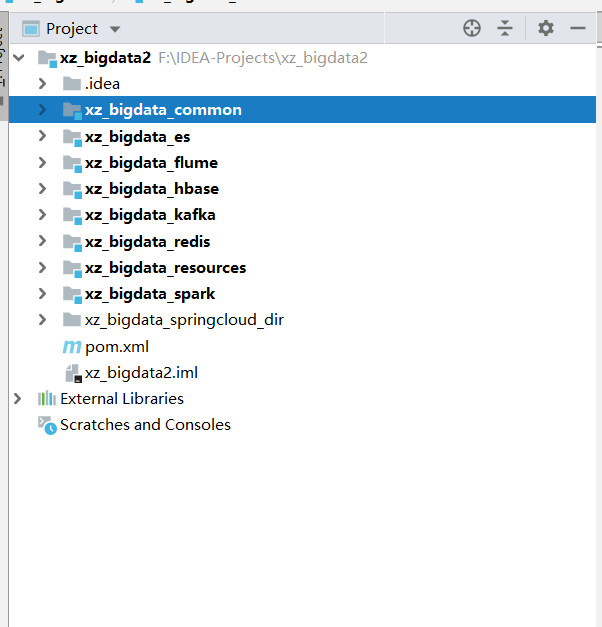 Project
xz_bigdata2 F:\IDEA-Projects\xz_bigdata2
.idea
xz_bigdata_common
xz_bigdata_es
xz_bigdata_flume
xz_bigdata_hbase
xz_bigdata_kafka
xz_bigdata_redis
xz_bigdata_resources
xz_bigdata_spark
xz_bigdata_springcloud_dir
pom.xml
xz_bigdata2.iml
External Libraries
Scratches and Consoles